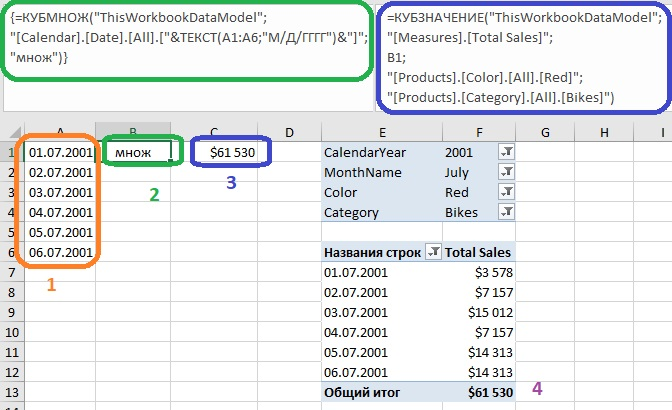 {=КУБМНОЖ("ThisWorkbookDataModel";
"[Calendar].[Date].[All].["&ТЕКСТ(A1:A6;"М/Д/ГГГГ")&"]";
"множ")}
=КУБЗНАЧЕНИЕ("ThisWorkbookDataModel";
"[Measures].[Total Sales]";
B1;
"[Products].[Color].[All].[Red]";
"[Products].[Category].[All].[Bikes]")
A B C D E F G H I
1 01.07.2001 множ $61 530 CalendarYear 2001
2 02.07.2001 MonthName July
3 03.07.2001 Color Red
4 04.07.2001 Category Bikes
5 05.07.2001
6 06.07.2001 Названия строк Total Sales
7 01.07.2001 $3 578
8 02.07.2001 $7 157
9 03.07.2001 $15 012
10 04.07.2001 $7 157
11 05.07.2001 $14 313
12 06.07.2001 $14 313
13 Общий итог $61 530
1
2
3
4